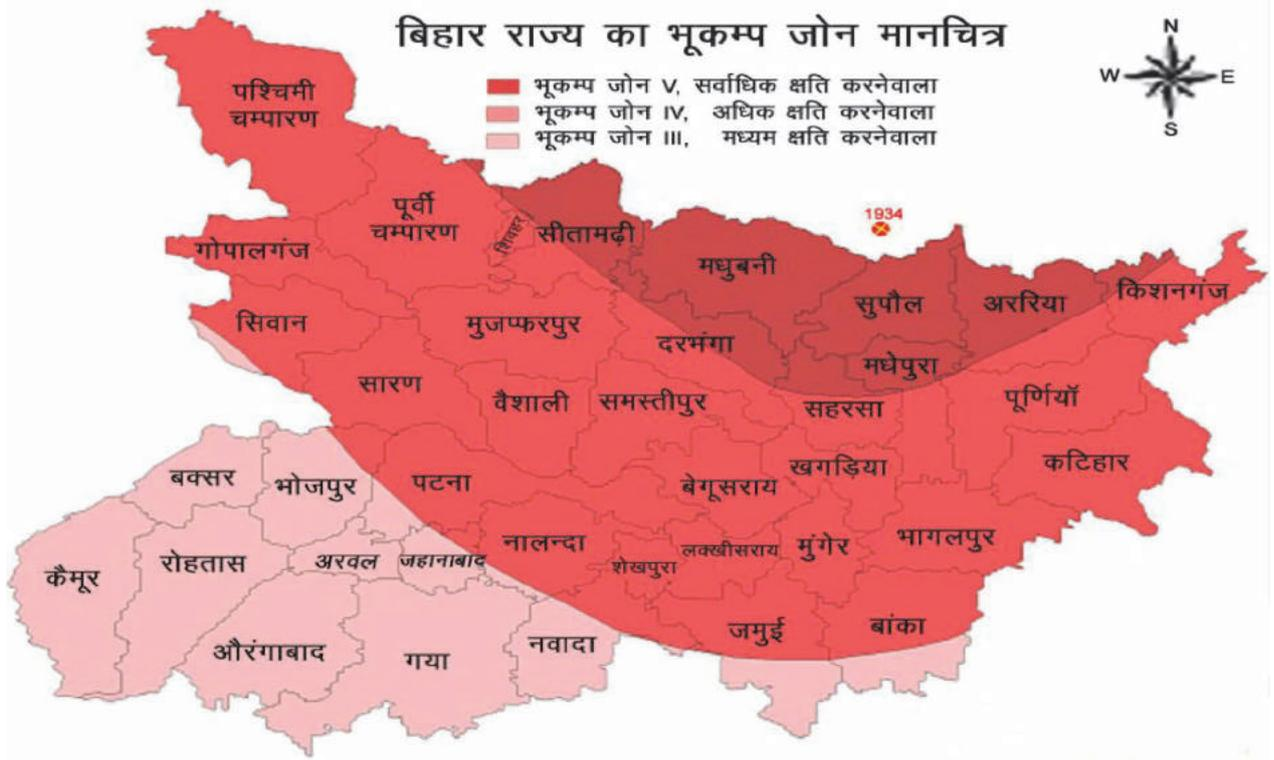 बिहार राज्य का भूकम्प जोन मानचित्र
भूकम्प जोन V, सर्वाधिक क्षति करनेवाला
भूकम्प जोन IV, अधिक क्षति करनेवाला
भूकम्प जोन III, मध्यम क्षति करनेवाला
N
W
E
S
पश्चिमी
चम्पारण
पूर्वी
चम्पारण
शिवहर
सीतामढ़ी
1934
गोपालगंज
मधुबनी
सुपौल
अररिया
किशनगंज
सिवान
मुजफ्फरपुर
दरभंगा
मधेपुरा
सारण
वैशाली
समस्तीपुर
सहरसा
पूर्णियॉ
बक्सर
भोजपुर
पटना
बेगूसराय
खगड़िया
कटिहार
कैमूर
रोहतास
अरवल
जहानाबाद
नालन्दा
शेखपुरा
लक्खीसराय
मुंगेर
भागलपुर
औरंगाबाद
गया
नवादा
जमुई
बांका